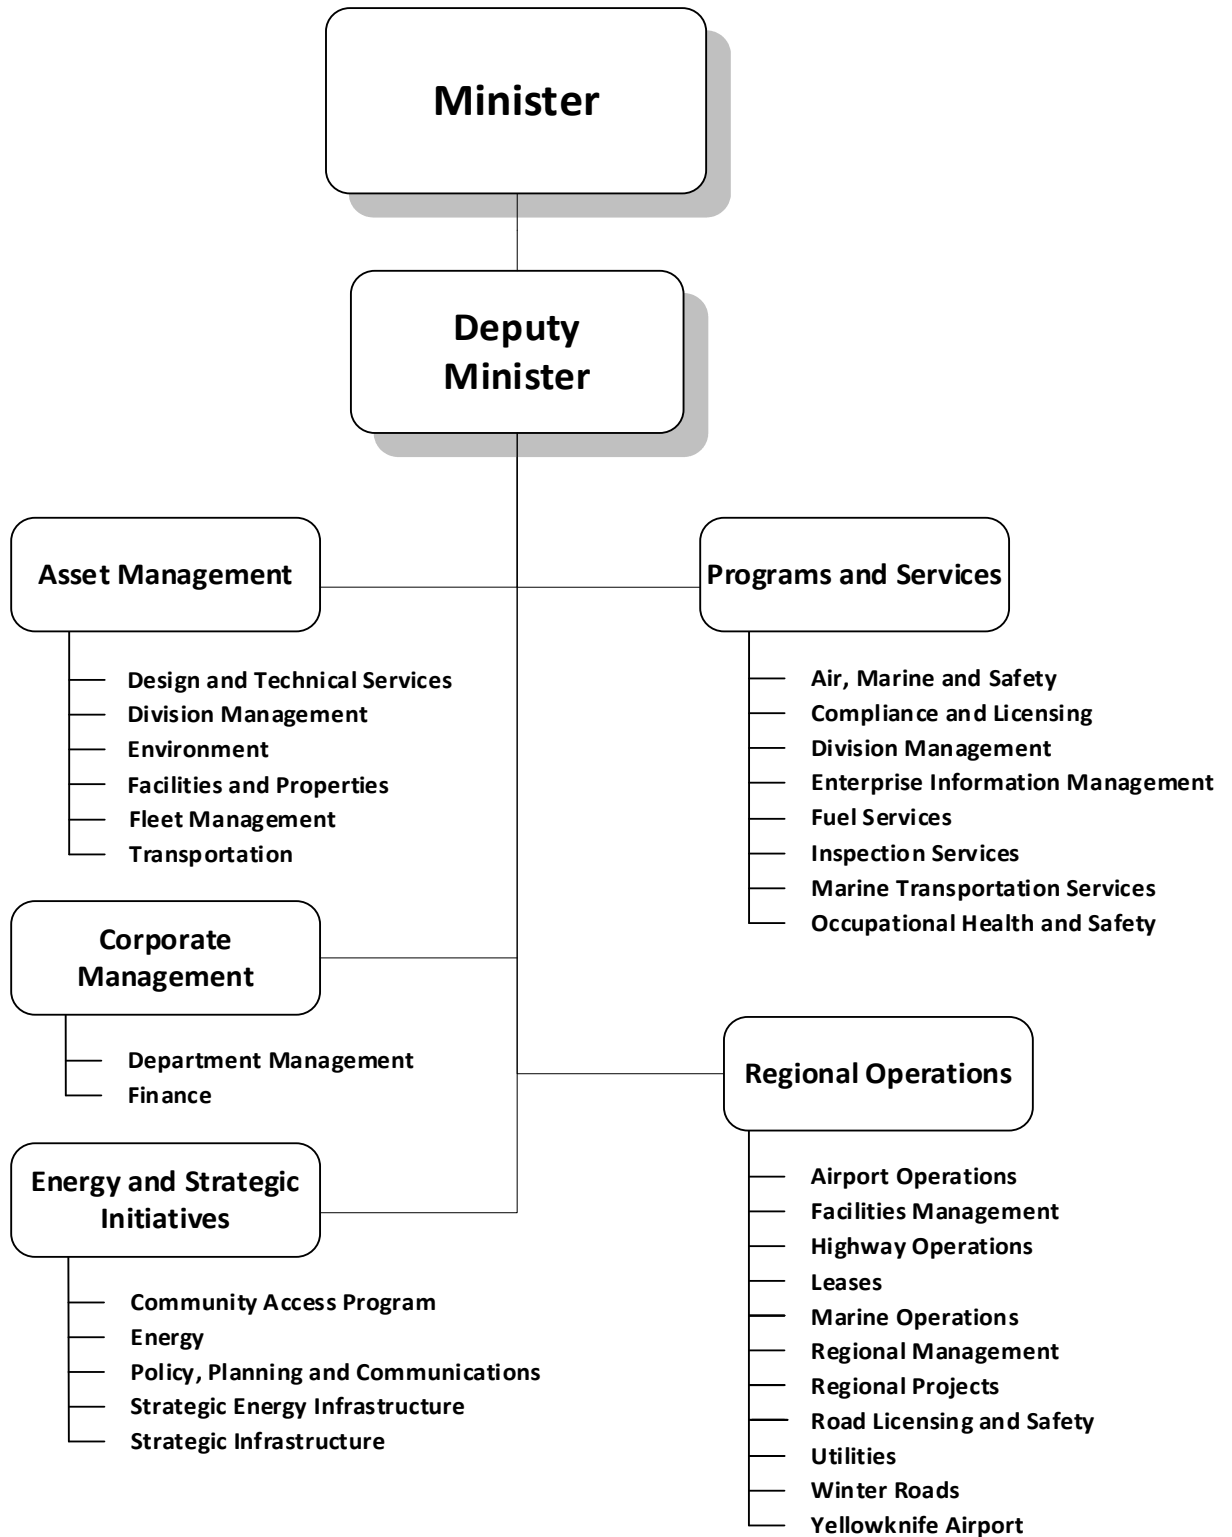 Minister
Deputy
Minister
Asset Management
Design and Technical Services
Division Management
Environment
Facilities and Properties
Fleet Management
Transportation
Corporate
Management
Department Management
Finance
Energy and Strategic
Initiatives
Community Access Program
Energy
Policy, Planning and Communications
Strategic Energy Infrastructure
Strategic Infrastructure
Programs and Services
Air, Marine and Safety
Compliance and Licensing
Division Management
Enterprise Information Management
Fuel Services
Inspection Services
Marine Transportation Services
Occupational Health and Safety
Regional Operations
Airport Operations
Facilities Management
Highway Operations
Leases
Marine Operations
Regional Management
Regional Projects
Road Licensing and Safety
Utilities
Winter Roads
Yellowknife Airport